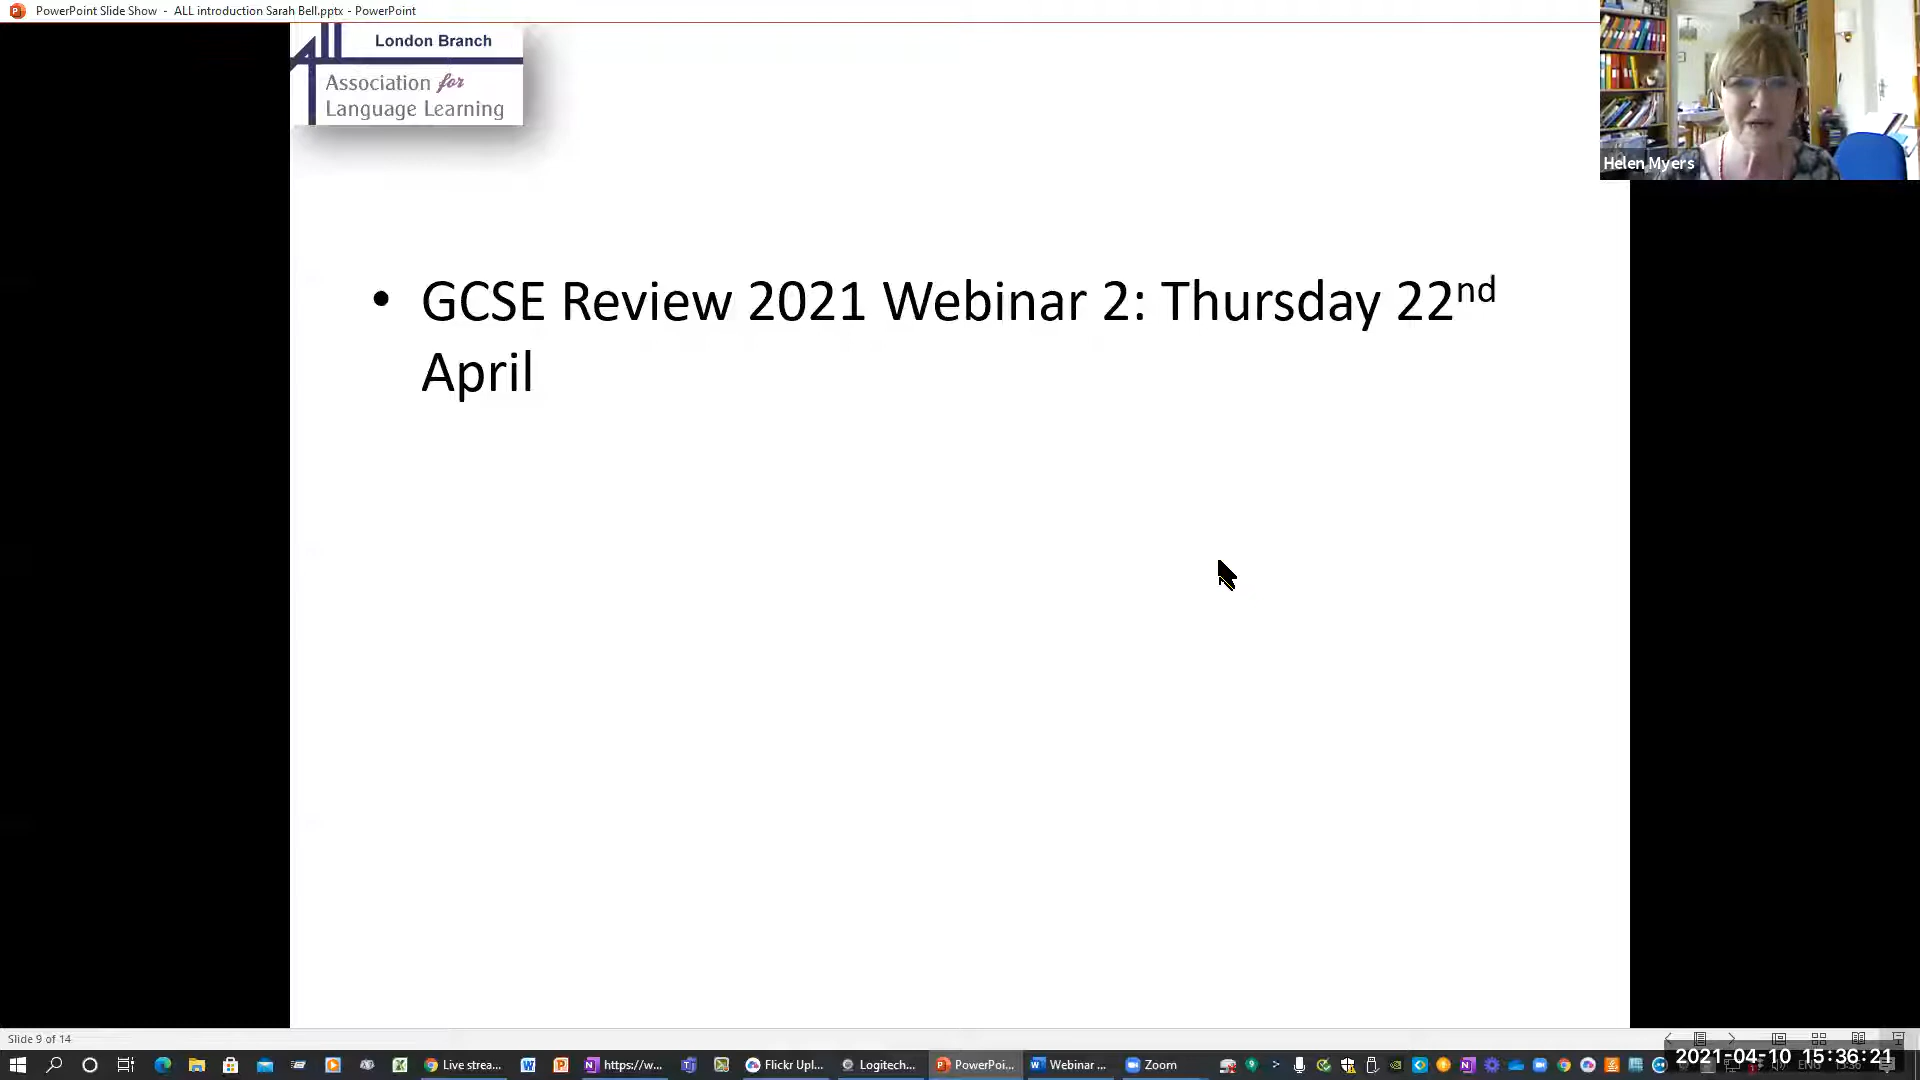 PowerPoint Slide Show - ALL introduction Sarah Bell.pptx - PowerPoint
London Branch
Association for
Language Learning
Helen Myers
• GCSE Review 2021 Webinar 2: Thursday 22nd
April
Slide 9 of 14
Live strea...
https://w...
Flickr Upl...
Logitech...
PowerPoi...
Webinar ...
Zoom
2021-04-10 15:36:21